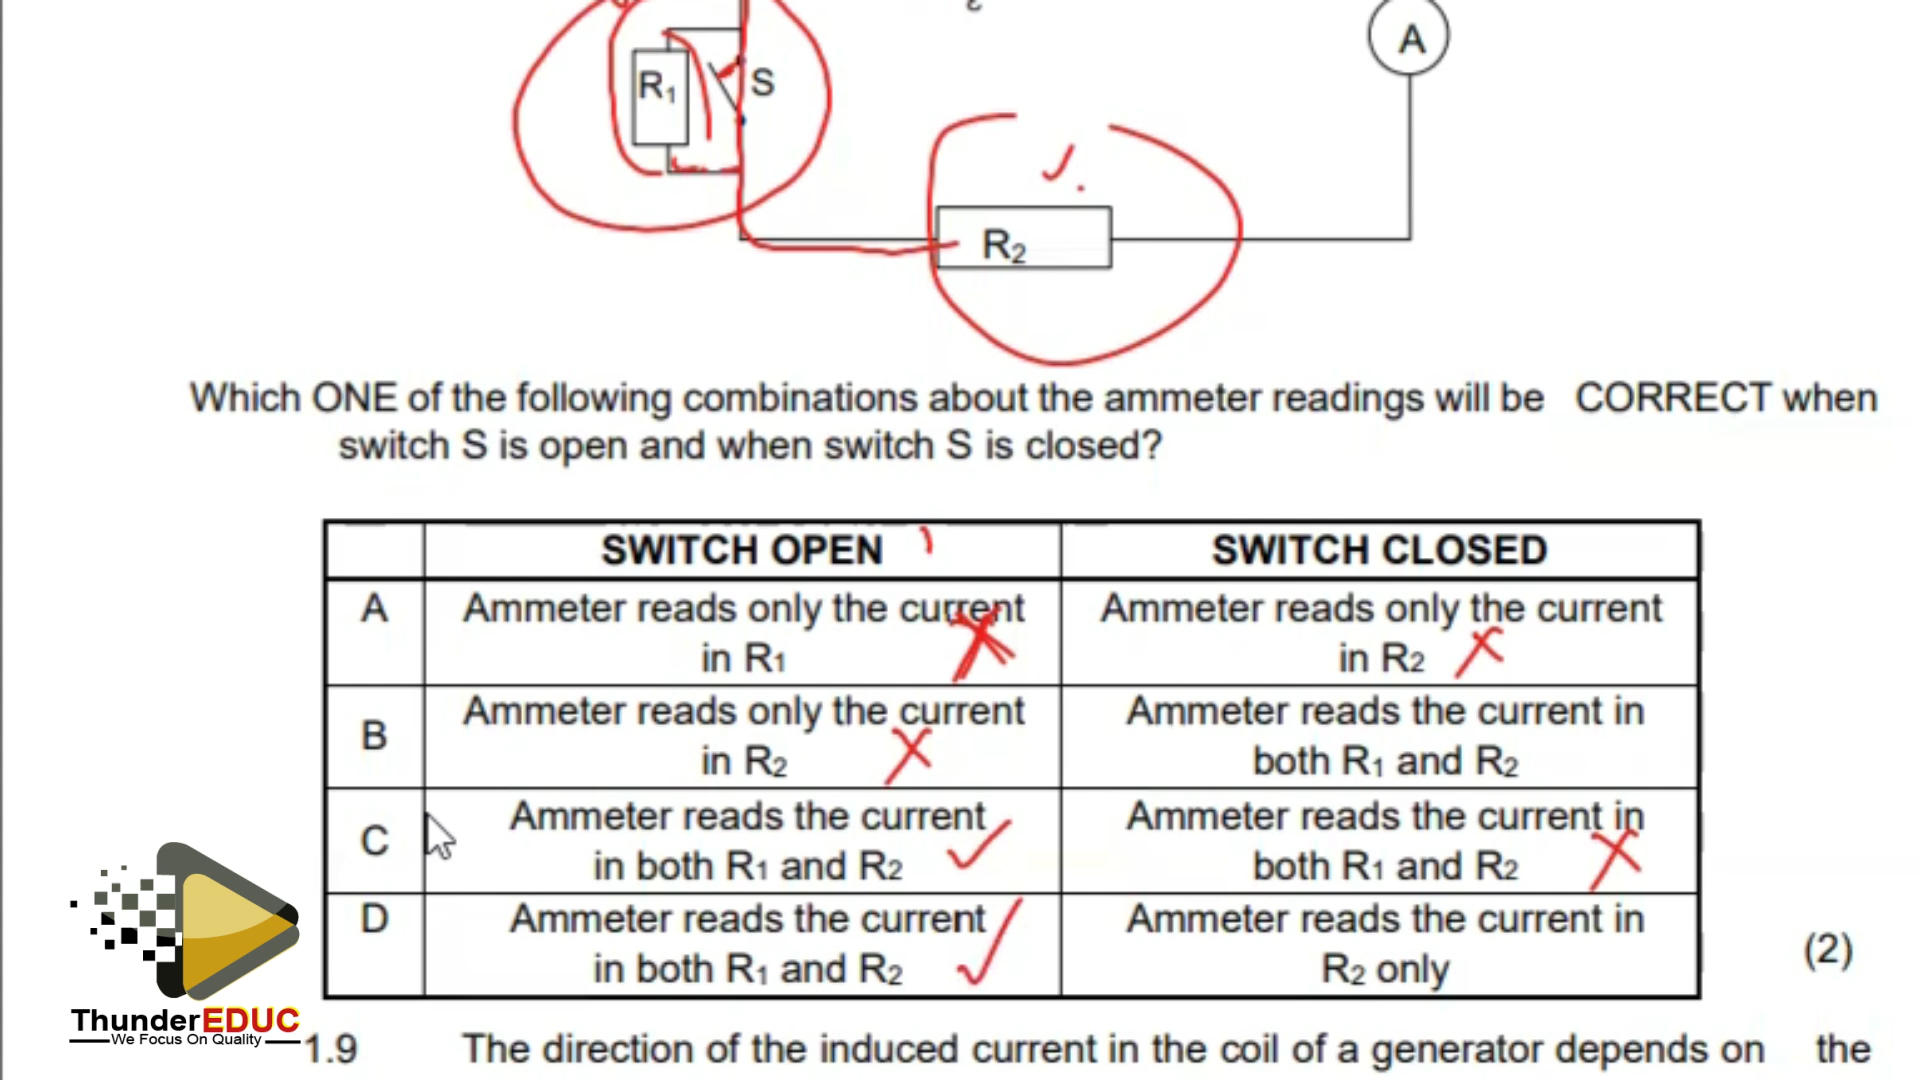 A
R1
S
R2
Which ONE of the following combinations about the ammeter readings will be CORRECT when
switch S is open and when switch S is closed?
SWITCH OPEN
SWITCH CLOSED
A
Ammeter reads only the current
in R1
Ammeter reads only the current
in R2
B
Ammeter reads only the current
in R2
Ammeter reads the current in
both R1 and R2
C
Ammeter reads the current
in both R1 and R2
Ammeter reads the current in
both R1 and R2
D
Ammeter reads the current
in both R1 and R2
Ammeter reads the current in
R2 only
(2)
ThunderEDUC
We Focus On Quality
1.9 The direction of the induced current in the coil of a generator depends on the